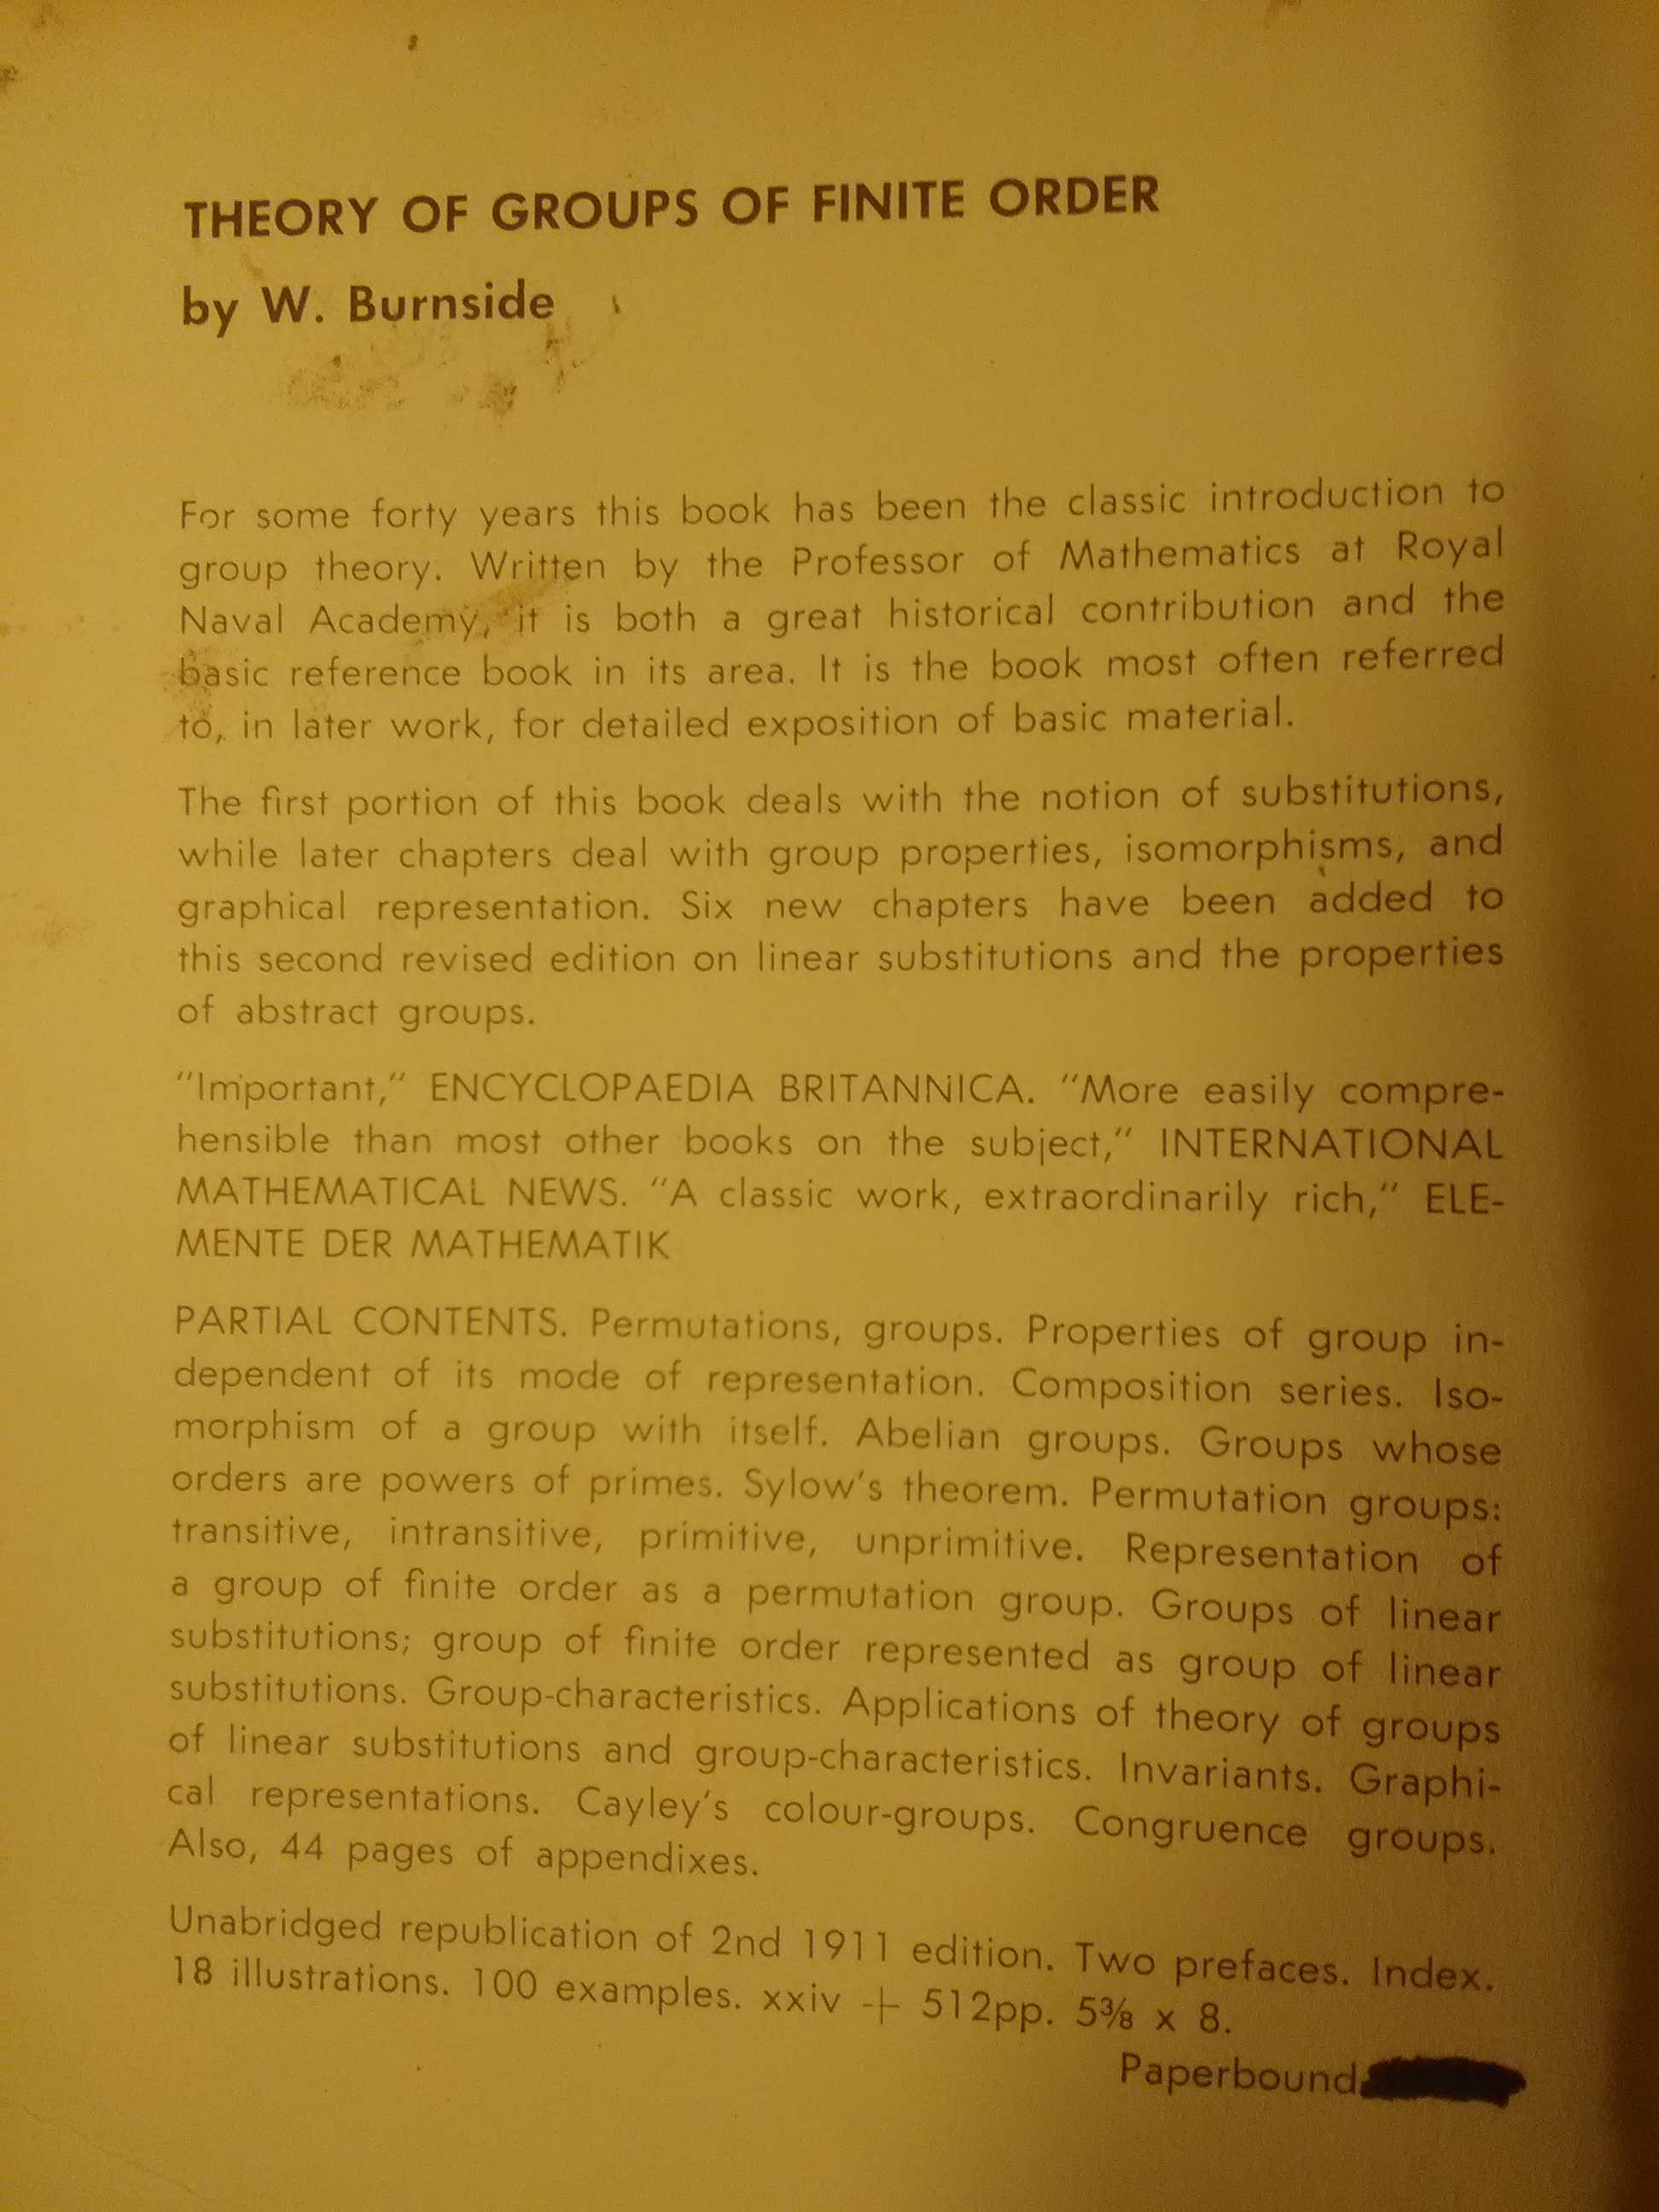 THEORY OF GROUPS OF FINITE ORDER
by W. Burnside
For some forty years this book has been the classic introduction to
group theory. Written by the Professor of Mathematics at Royal
Naval Academy, it is both a great historical contribution and the
basic reference book in its area. It is the book most often referred
to, in later work, for detailed exposition of basic material.
The first portion of this book deals with the notion of substitutions,
while later chapters deal with group properties, isomorphisms, and
graphical representation. Six new chapters have been added to
this second revised edition on linear substitutions and the properties
of abstract groups.
"Important," ENCYCLOPAEDIA BRITANNICA. "More easily compre-
hensible than most other books on the subject," INTERNATIONAL
MATHEMATICAL NEWS. "A classic work, extraordinarily rich," ELE-
MENTE DER MATHEMATIK
PARTIAL CONTENTS. Permutations, groups. Properties of group in-
dependent of its mode of representation. Composition series. Iso-
morphism of a group with itself. Abelian groups. Groups whose
orders are powers of primes. Sylow's theorem. Permutation groups:
transitive, intransitive, primitive, unprimitive. Representation of
a group of finite order as a permutation group. Groups of linear
substitutions; group of finite order represented as group of linear
substitutions. Group-characteristics. Applications of theory of groups
of linear substitutions and group-characteristics. Invariants. Graphi-
cal representations. Cayley's colour-groups. Congruence groups.
Also, 44 pages of appendixes.
Unabridged republication of 2nd 1911 edition. Two prefaces. Index.
18 illustrations. 100 examples. xxiv + 512pp. 5⅜ x 8.
Paperbound